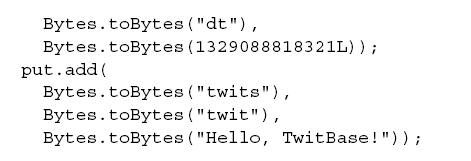 Bytes.toBytes("dt"),
Bytes.toBytes(1329088818321L));
put.add(
Bytes.toBytes("twits"),
Bytes.toBytes("twit"),
Bytes.toBytes("Hello, TwitBase!"));